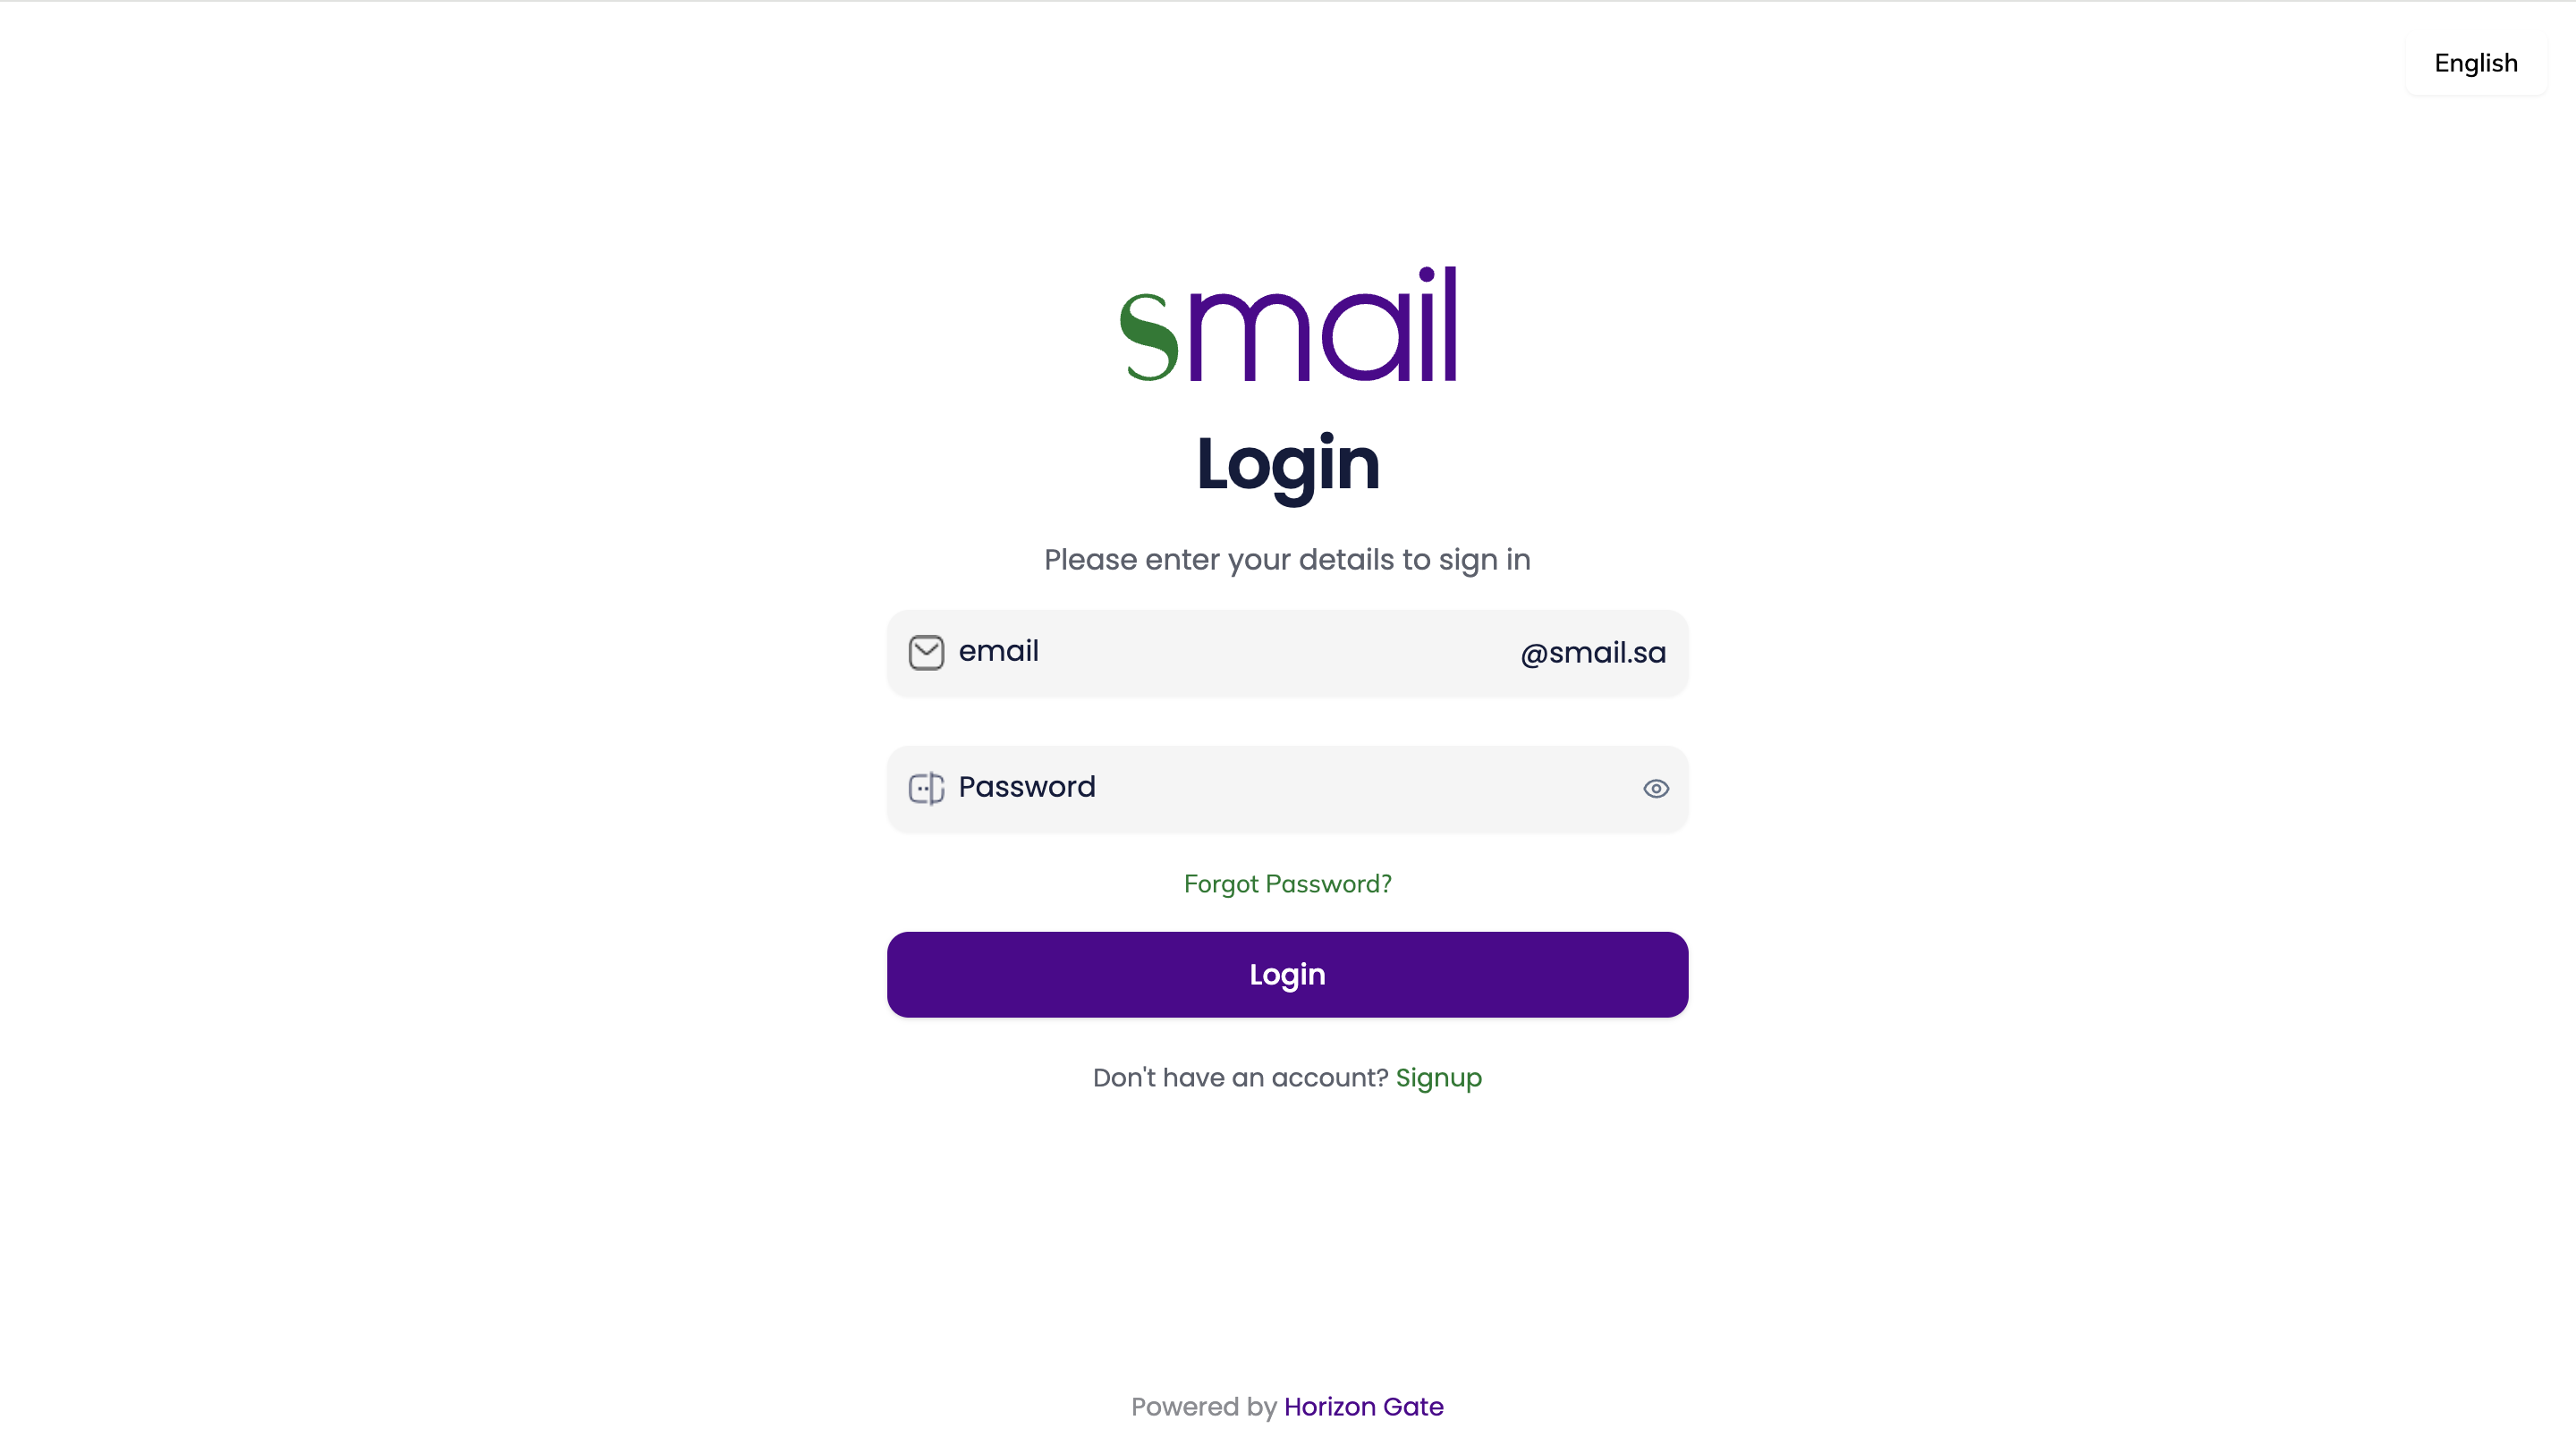 English
smail
Login
Please enter your details to sign in
email @smail.sa
Password
Forgot Password?
Login
Don't have an account? Signup
Powered by Horizon Gate